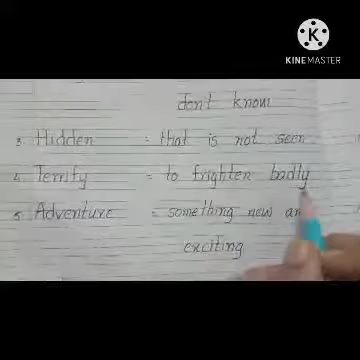 K
KINEMASTER
don't know
3. Hidden = that is not seen
4. Terrify = to frighten badly
5. Adventure = something new
exciting